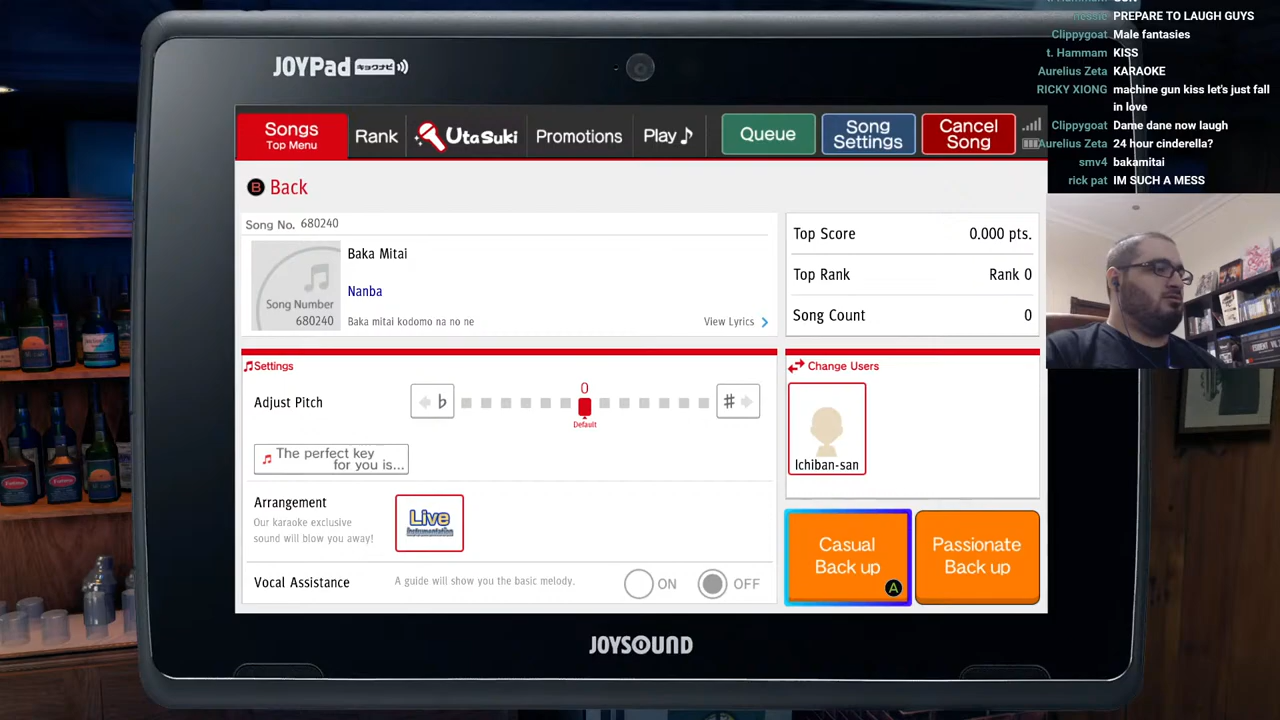 JOYPad キョクナビ
Songs
Top Menu
Rank
UtaSuki
Promotions
Play♪
Queue
Song
Settings
Cancel
Song
B Back
Song No. 680240
Song Number
680240
Baka Mitai
Nanba
Baka mitai kodomo na no ne
View Lyrics
Top Score 0.000 pts.
Top Rank Rank 0
Song Count 0
Settings
Adjust Pitch
♭
0
Default
♯
The perfect key
for you is...
Arrangement
Our karaoke exclusive
sound will blow you away!
Live
Instrumentation
Vocal Assistance
A guide will show you the basic melody.
ON
OFF
Change Users
Ichiban-san
Casual
Back up
A
Passionate
Back up
JOYSOUND
PREPARE TO LAUGH GUYS
Clippygoat Male fantasies
t. Hammam KISS
Aurelius Zeta KARAOKE
RICKY XIONG machine gun kiss let's just fall
in love
Clippygoat Dame dane now laugh
Aurelius Zeta 24 hour cinderella?
smv4 bakamitai
rick pat IM SUCH A MESS